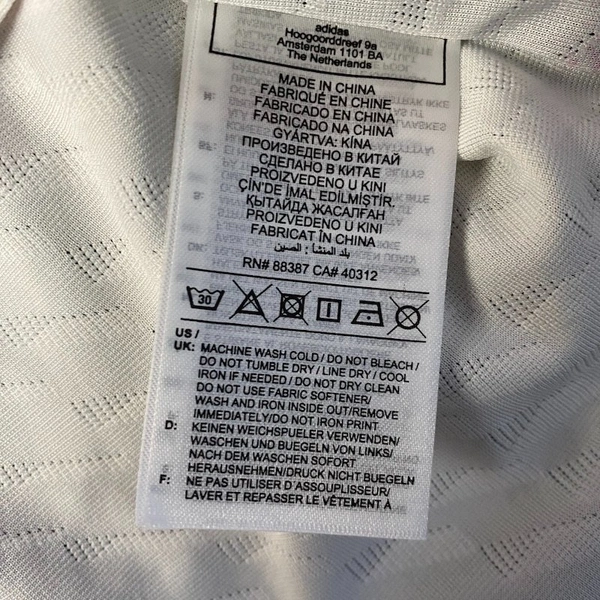 adidas
Hoogoorddreef 9a
Amsterdam 1101 BA
The Netherlands
MADE IN CHINA
FABRIQUÉ EN CHINE
FABRICADO EN CHINA
FABRICADO NA CHINA
GYÁRTVA: KÍNA
ПРОИЗВЕДЕНО В КИТАЙ
СДЕЛАНО В КИТАЕ
PROIZVEDENO U KINI
ÇİN'DE İMAL EDİLMİŞTİR
ҚЫТАЙДА ЖАСАЛҒАН
PROIZVEDENO U KINI
FABRICAT ÎN CHINA
بلد المنشأ : الصين
RN# 88387 CA# 40312
30
US /
UK: MACHINE WASH COLD / DO NOT BLEACH /
DO NOT TUMBLE DRY / LINE DRY / COOL
IRON IF NEEDED / DO NOT DRY CLEAN
DO NOT USE FABRIC SOFTENER/
WASH AND IRON INSIDE OUT/REMOVE
IMMEDIATELY/DO NOT IRON PRINT
D: KEINEN WEICHSPUELER VERWENDEN/
WASCHEN UND BUEGELN VON LINKS/
NACH DEM WASCHEN SOFORT
HERAUSNEHMEN/DRUCK NICHT BUEGELN
F: NE PAS UTILISER D'ASSOUPLISSEUR/
LAVER ET REPASSER LE VÊTEMENT À